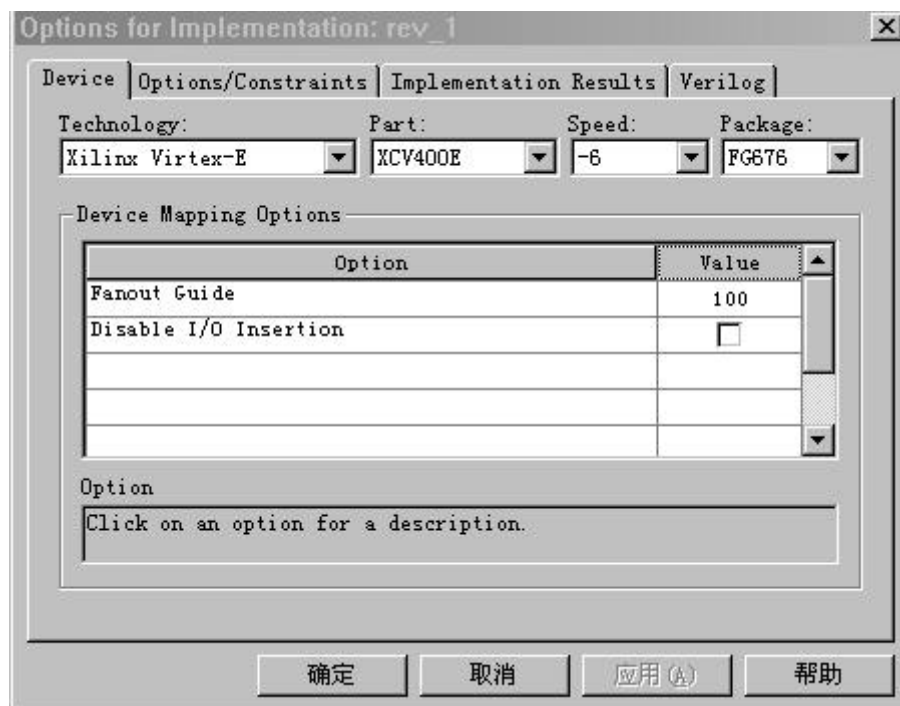 Options for Implementation: rev_1
Device Options/Constraints Implementation Results Verilog
Technology: Part: Speed: Package:
Xilinx Virtex-E XCV400E -6 FG676
Device Mapping Options
Option Value
Fanout Guide 100
Disable I/O Insertion
Option
Click on an option for a description.
确定 取消 应用(A) 帮助